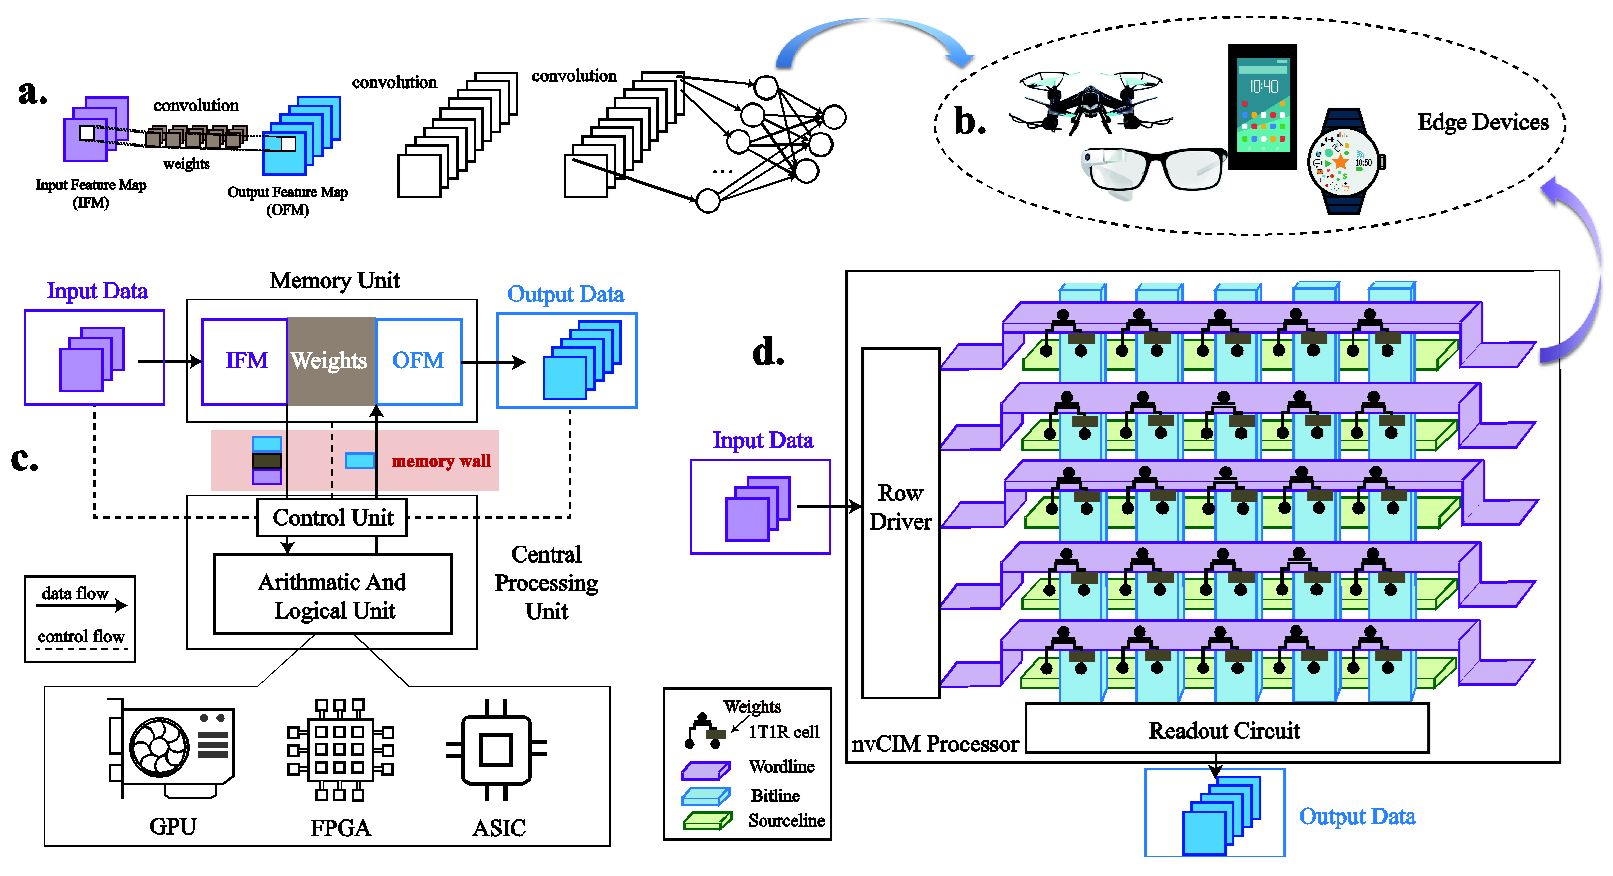 a.
convolution
weights
Input Feature Map
(IFM)
Output Feature Map
(OFM)
convolution
convolution
...
b.
10:40
10:50
Edge Devices
c.
Input Data
Memory Unit
Output Data
IFM
Weights
OFM
memory wall
Control Unit
Arithmatic And
Logical Unit
Central
Processing
Unit
data flow
control flow
GPU
FPGA
ASIC
d.
Input Data
Row
Driver
Readout Circuit
nvCIM Processor
Output Data
Weights
1T1R cell
Wordline
Bitline
Sourceline